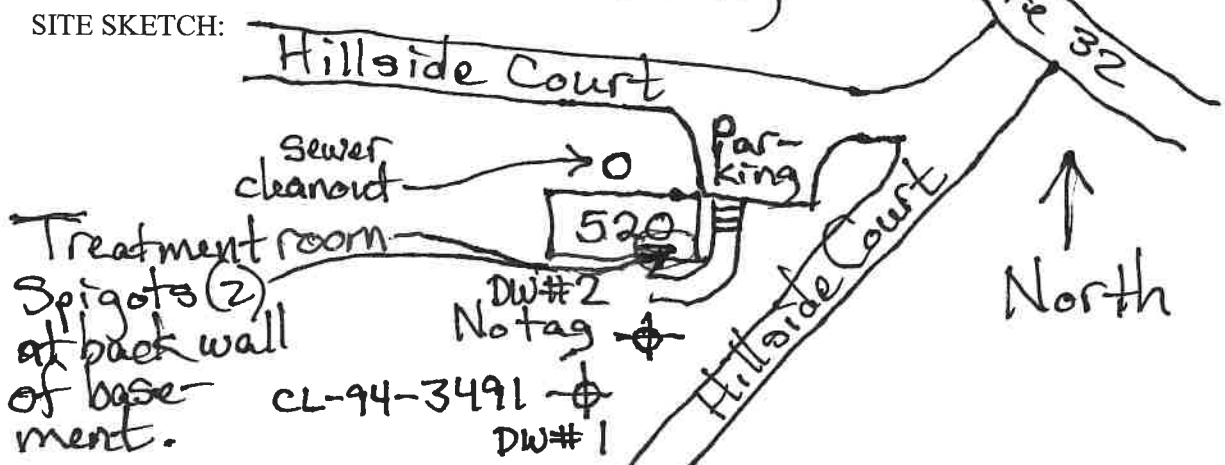 SITE SKETCH:
32
Hillside Court
Par-
king
sewer
cleanout
520
Treatment room
Spigots (2)
at back wall
of base-
ment.
DW#2
No tag
CL-94-3491
DW#1
Hillside Court
North